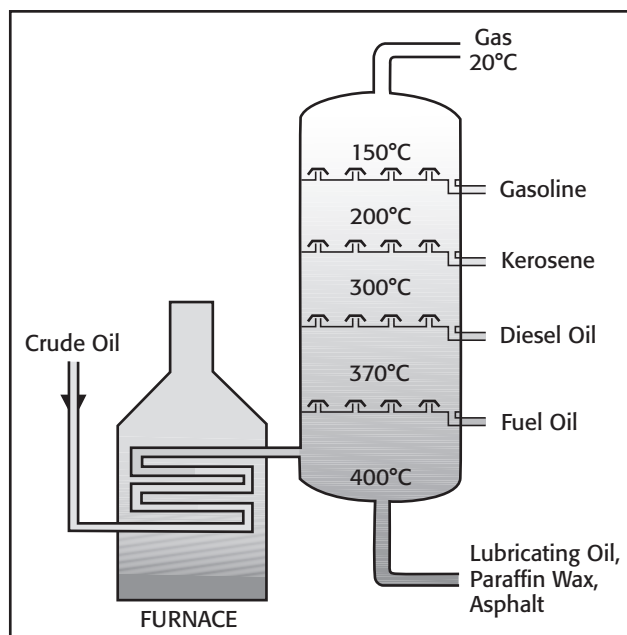 Gas
20°C
150°C
Gasoline
200°C
Kerosene
300°C
Crude Oil
Diesel Oil
370°C
Fuel Oil
400°C
Lubricating Oil,
Paraffin Wax,
Asphalt
FURNACE